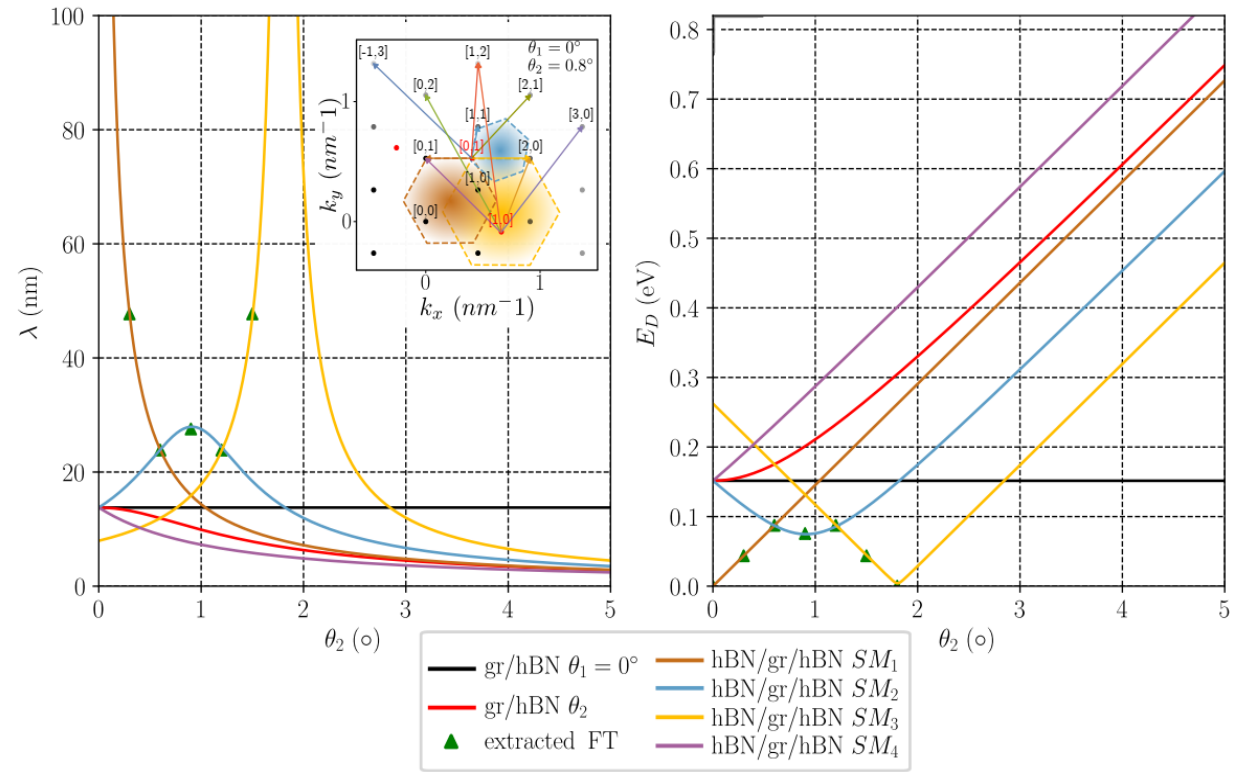 100
80
60
40
20
0
λ (nm)
0
1
2
3
4
5
θ₂ (○)
[-1,3]
[1,2]
θ₁ = 0°
θ₂ = 0.8°
[0,2]
[2,1]
[1,1]
[3,0]
[0,1]
[0,1]
[2,0]
[1,0]
[0,0]
[1,0]
1
0
k_y (nm⁻1)
0
1
k_x (nm⁻1)
0.8
0.7
0.6
0.5
0.4
0.3
0.2
0.1
0.0
E_D (eV)
0
1
2
3
4
5
θ₂ (○)
gr/hBN θ₁ = 0°
gr/hBN θ₂
extracted FT
hBN/gr/hBN SM₁
hBN/gr/hBN SM₂
hBN/gr/hBN SM₃
hBN/gr/hBN SM₄